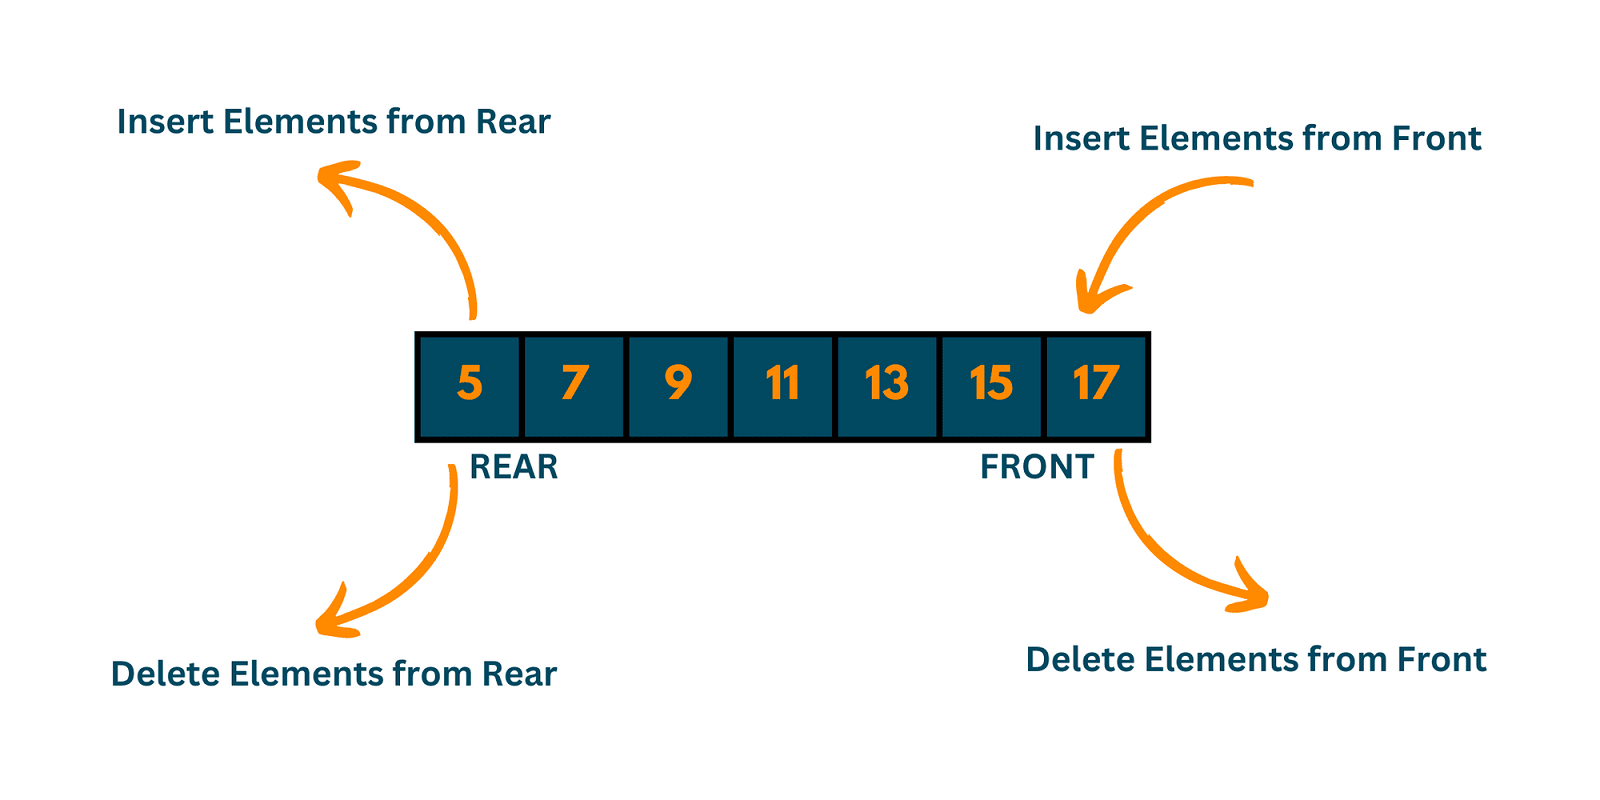 Insert Elements from Rear
Insert Elements from Front
5 7 9 11 13 15 17
REAR
FRONT
Delete Elements from Rear
Delete Elements from Front